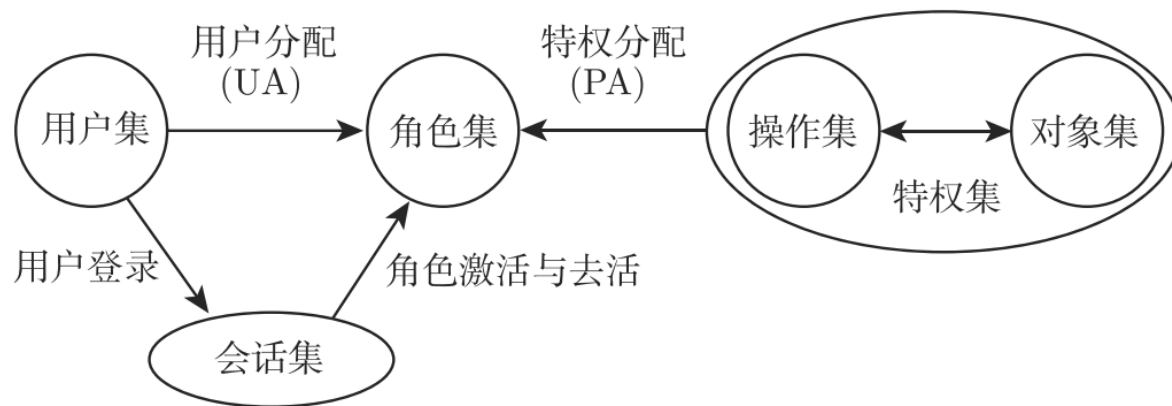 用户分配
(UA)
特权分配
(PA)
用户集
角色集
操作集
对象集
特权集
用户登录
角色激活与去活
会话集